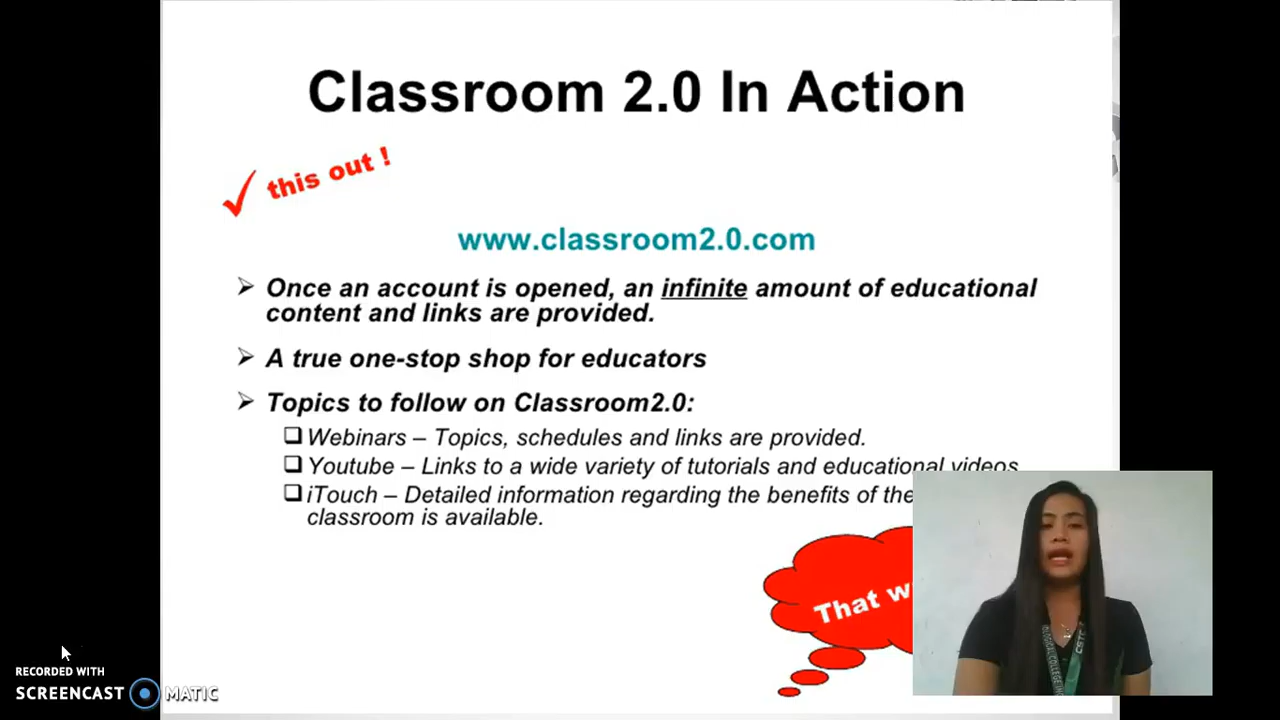 Classroom 2.0 In Action
this out !
www.classroom2.0.com
Once an account is opened, an infinite amount of educational
content and links are provided.
A true one-stop shop for educators
Topics to follow on Classroom2.0:
Webinars – Topics, schedules and links are provided.
Youtube – Links to a wide variety of tutorials and educational videos
iTouch – Detailed information regarding the benefits of the
classroom is available.
That
CSTC
COLLEGE
RECORDED WITH
SCREENCAST MATIC